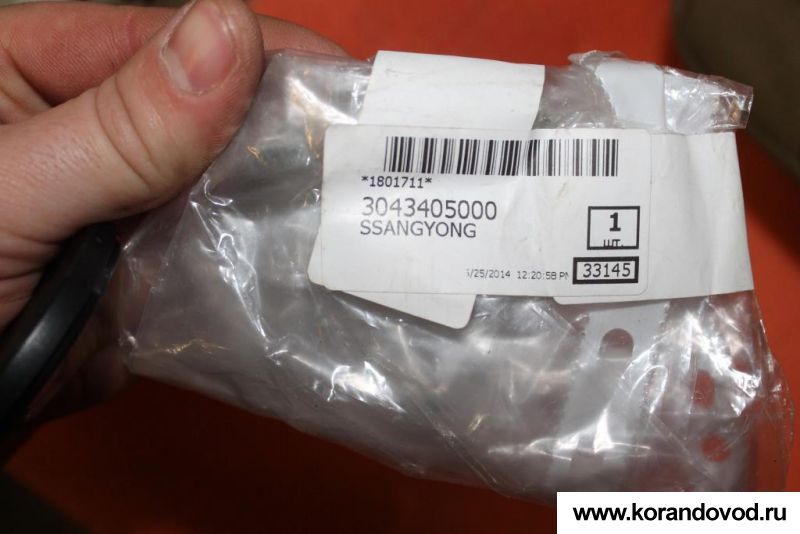 *1801711*
3043405000
SSANGYONG
1
шт.
/25/2014 12:20:58 PM
33145
www.korandovod.ru